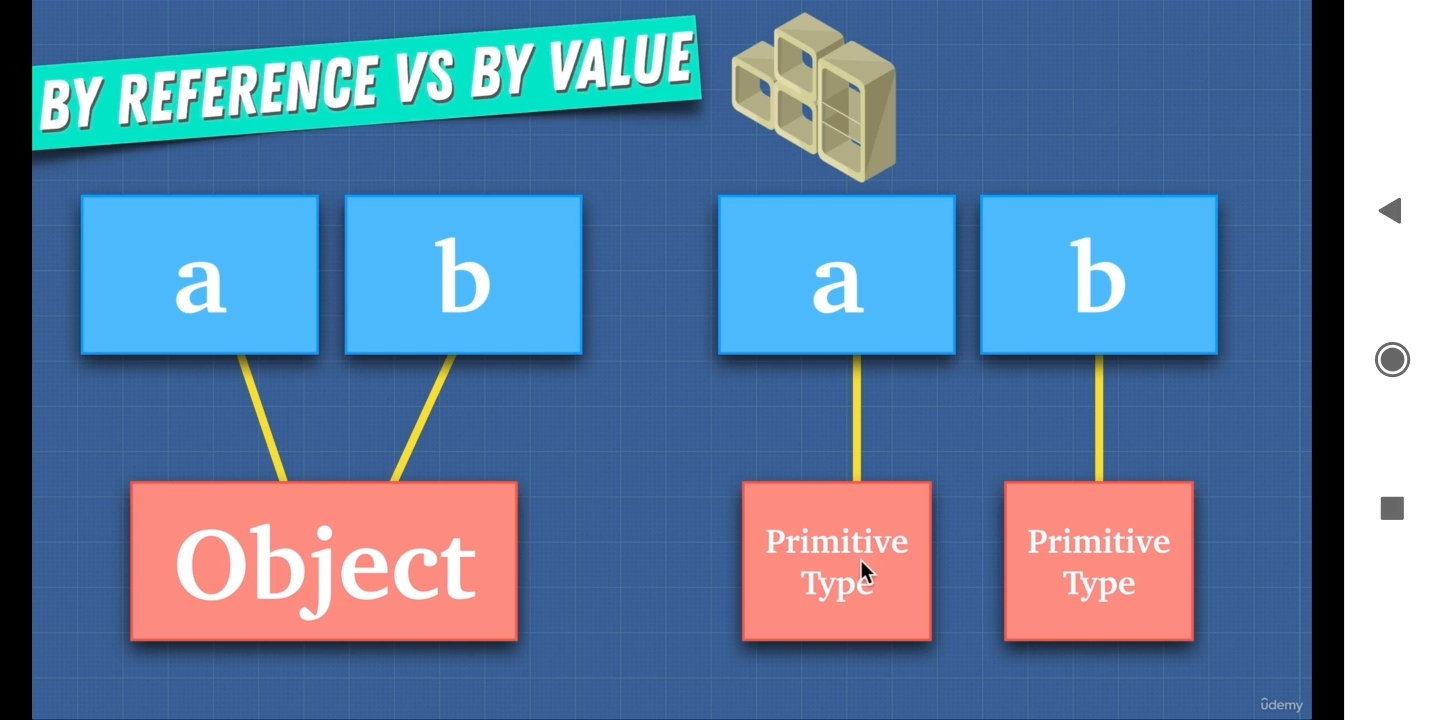 BY REFERENCE VS BY VALUE
a
b
a
b
Object
Primitive
Type
Primitive
Type
ûdemy